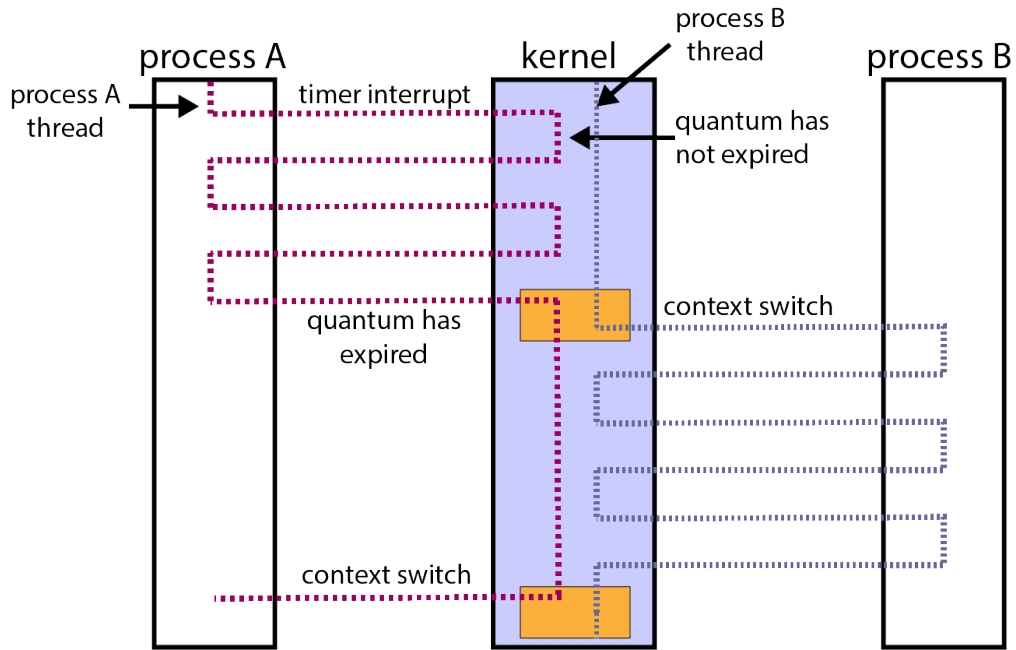 process B
thread
process A
kernel
process B
process A
thread
timer interrupt
quantum has
not expired
context switch
quantum has
expired
context switch